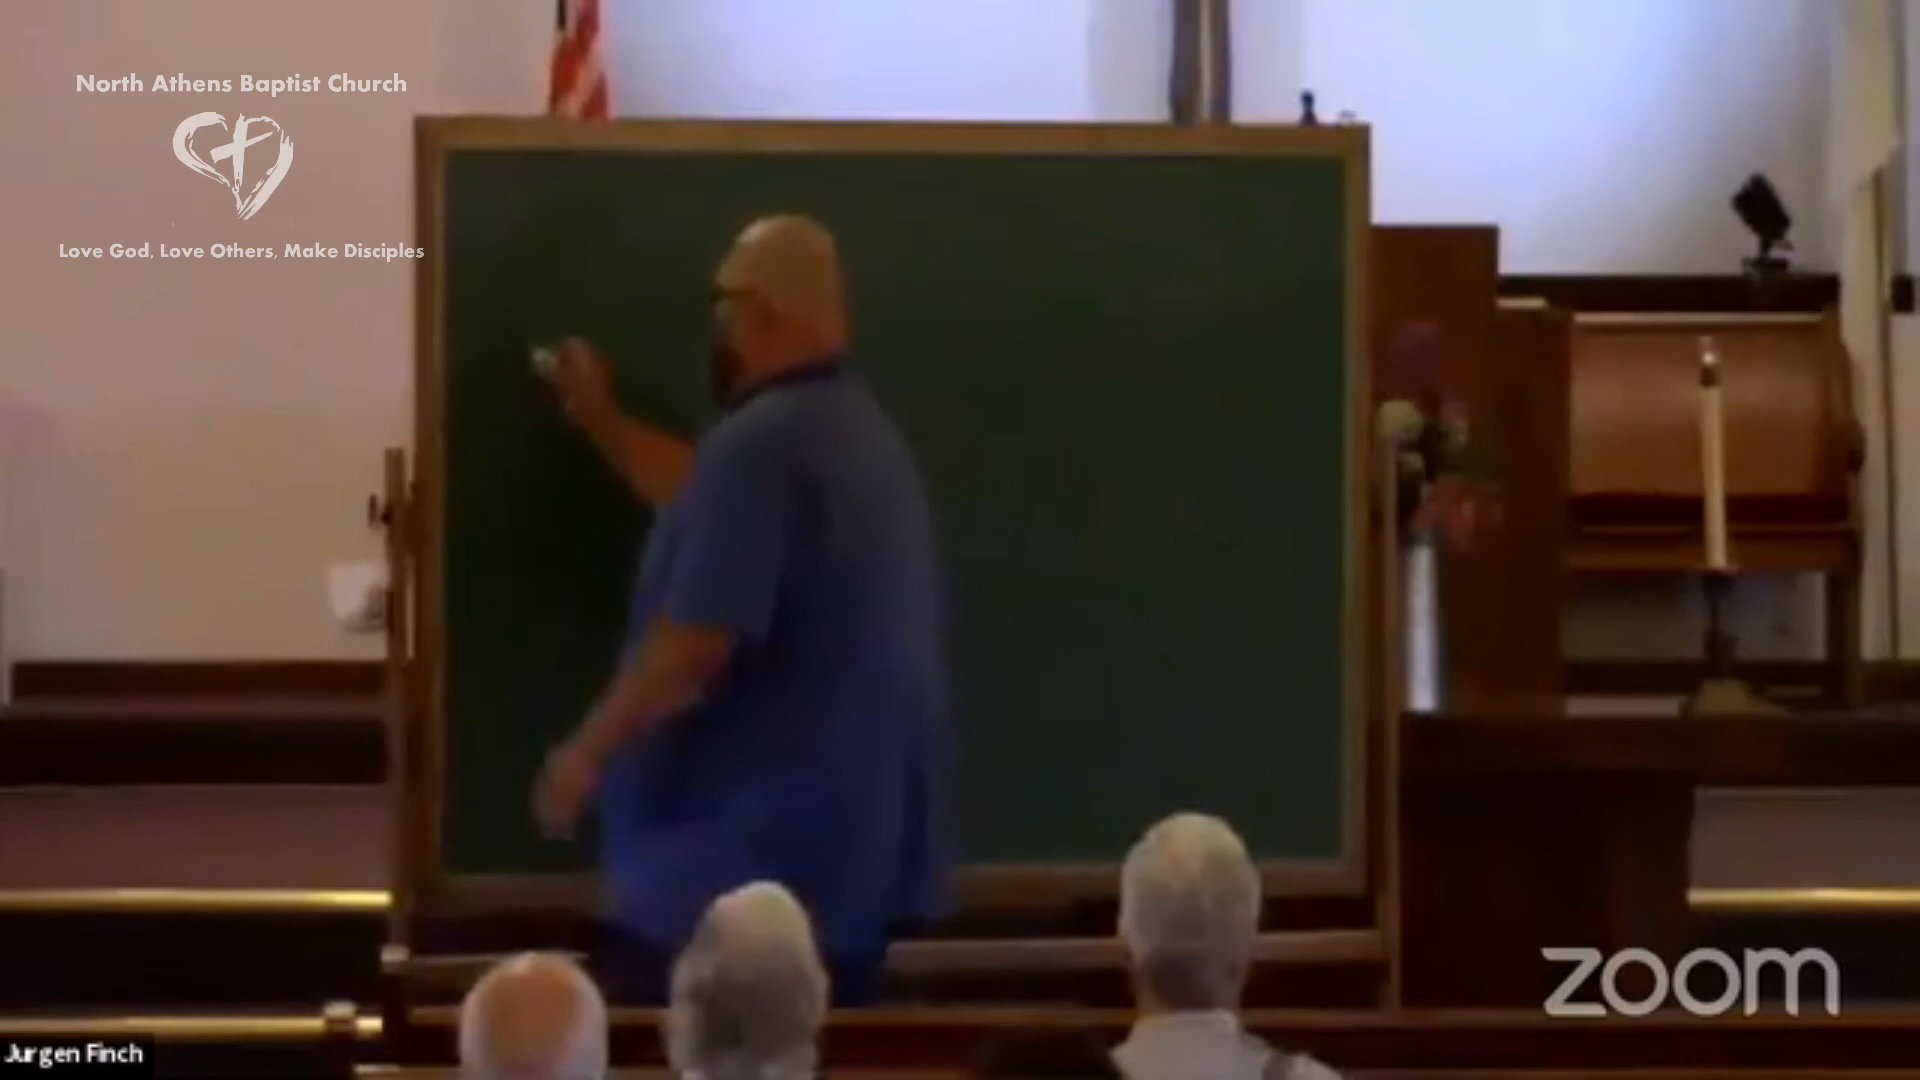 North Athens Baptist Church
Love God, Love Others, Make Disciples
zoom
Jurgen Finch